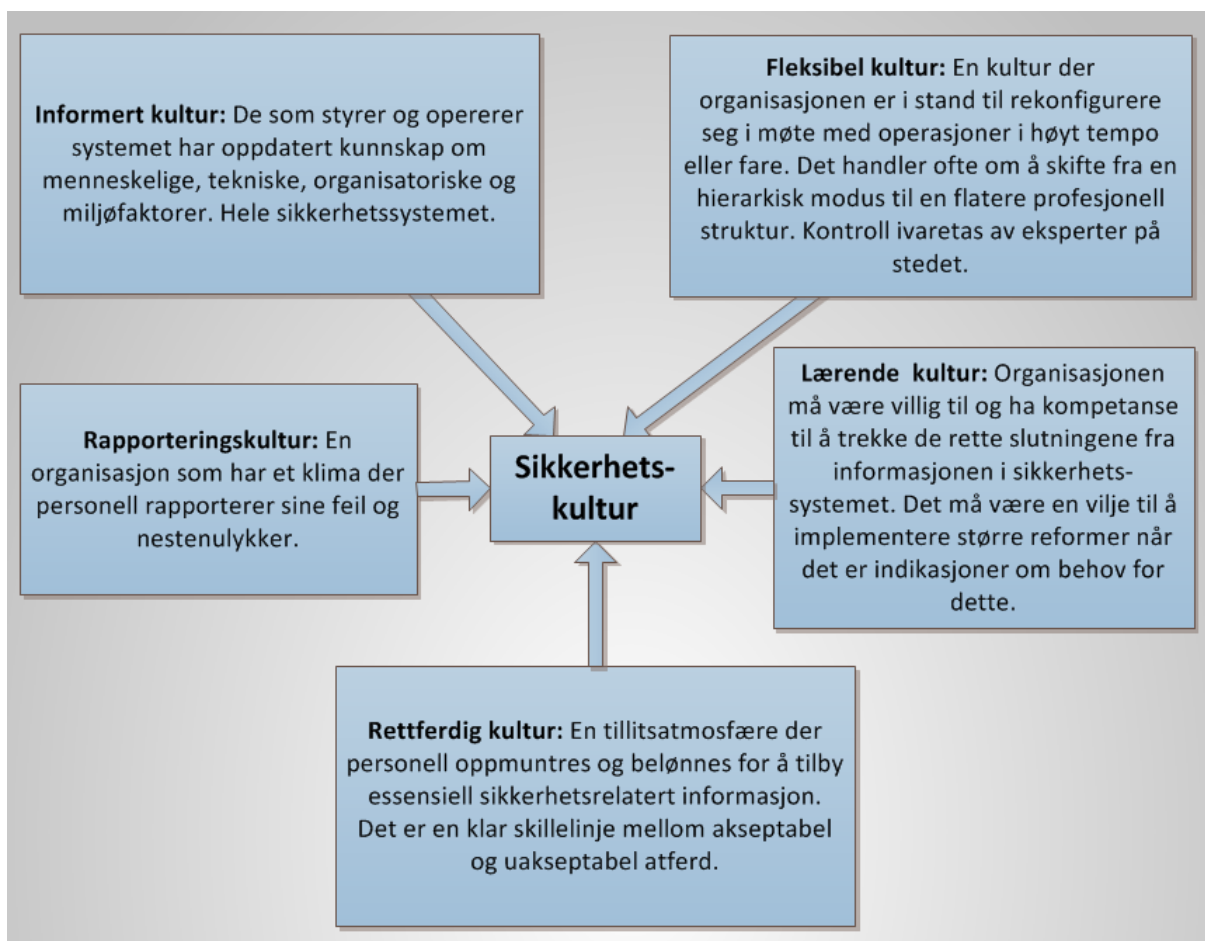 Informert kultur: De som styrer og opererer
systemet har oppdatert kunnskap om
menneskelige, tekniske, organisatoriske og
miljøfaktorer. Hele sikkerhetssystemet.
Fleksibel kultur: En kultur der
organisasjonen er i stand til rekonfigurere
seg i møte med operasjoner i høyt tempo
eller fare. Det handler ofte om å skifte fra en
hierarkisk modus til en flatere profesjonell
struktur. Kontroll ivaretas av eksperter på
stedet.
Rapporteringskultur: En
organisasjon som har et klima der
personell rapporterer sine feil og
nestenulykker.
Sikkerhets-
kultur
Lærende kultur: Organisasjonen
må være villig til og ha kompetanse
til å trekke de rette slutningene fra
informasjonen i sikkerhets-
systemet. Det må være en vilje til å
implementere større reformer når
det er indikasjoner om behov for
dette.
Rettferdig kultur: En tillitsatmosfære der
personell oppmuntres og belønnes for å tilby
essensiell sikkerhetsrelatert informasjon.
Det er en klar skillelinje mellom akseptabel
og uakseptabel atferd.